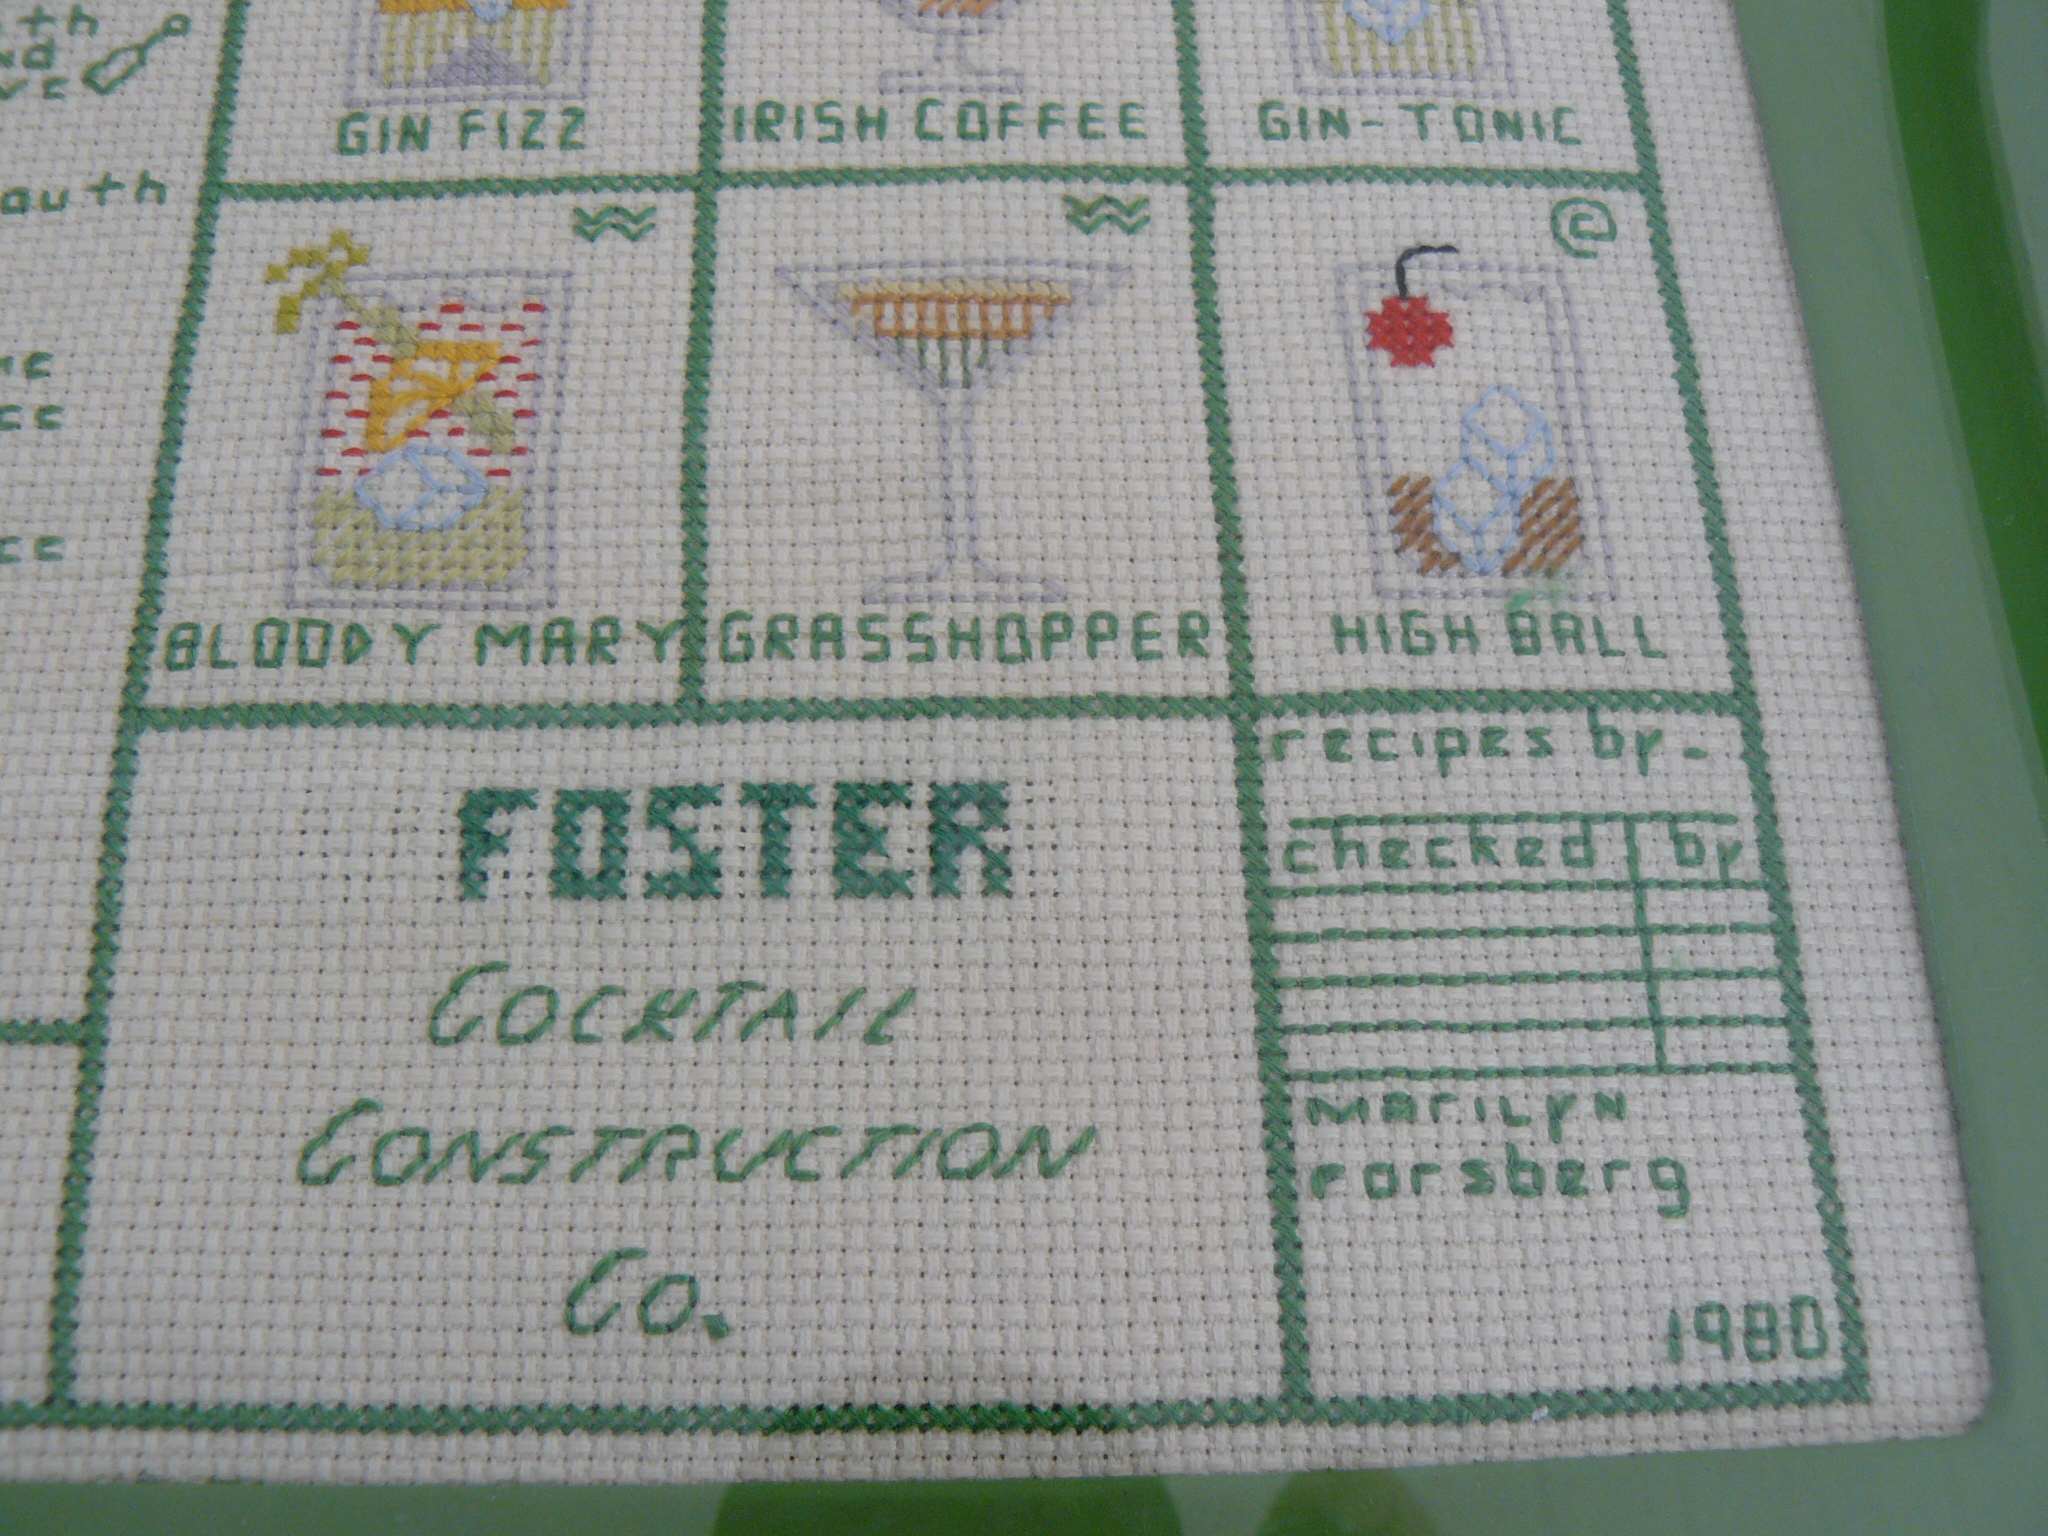 GIN FIZZ
IRISH COFFEE
GIN-TONIC
BLOODY MARY
GRASSHOPPER
HIGH BALL
FOSTER
COCKTAIL
CONSTRUCTION
CO.
recipes by-
checked by
MARILYN
Forsberg
1980